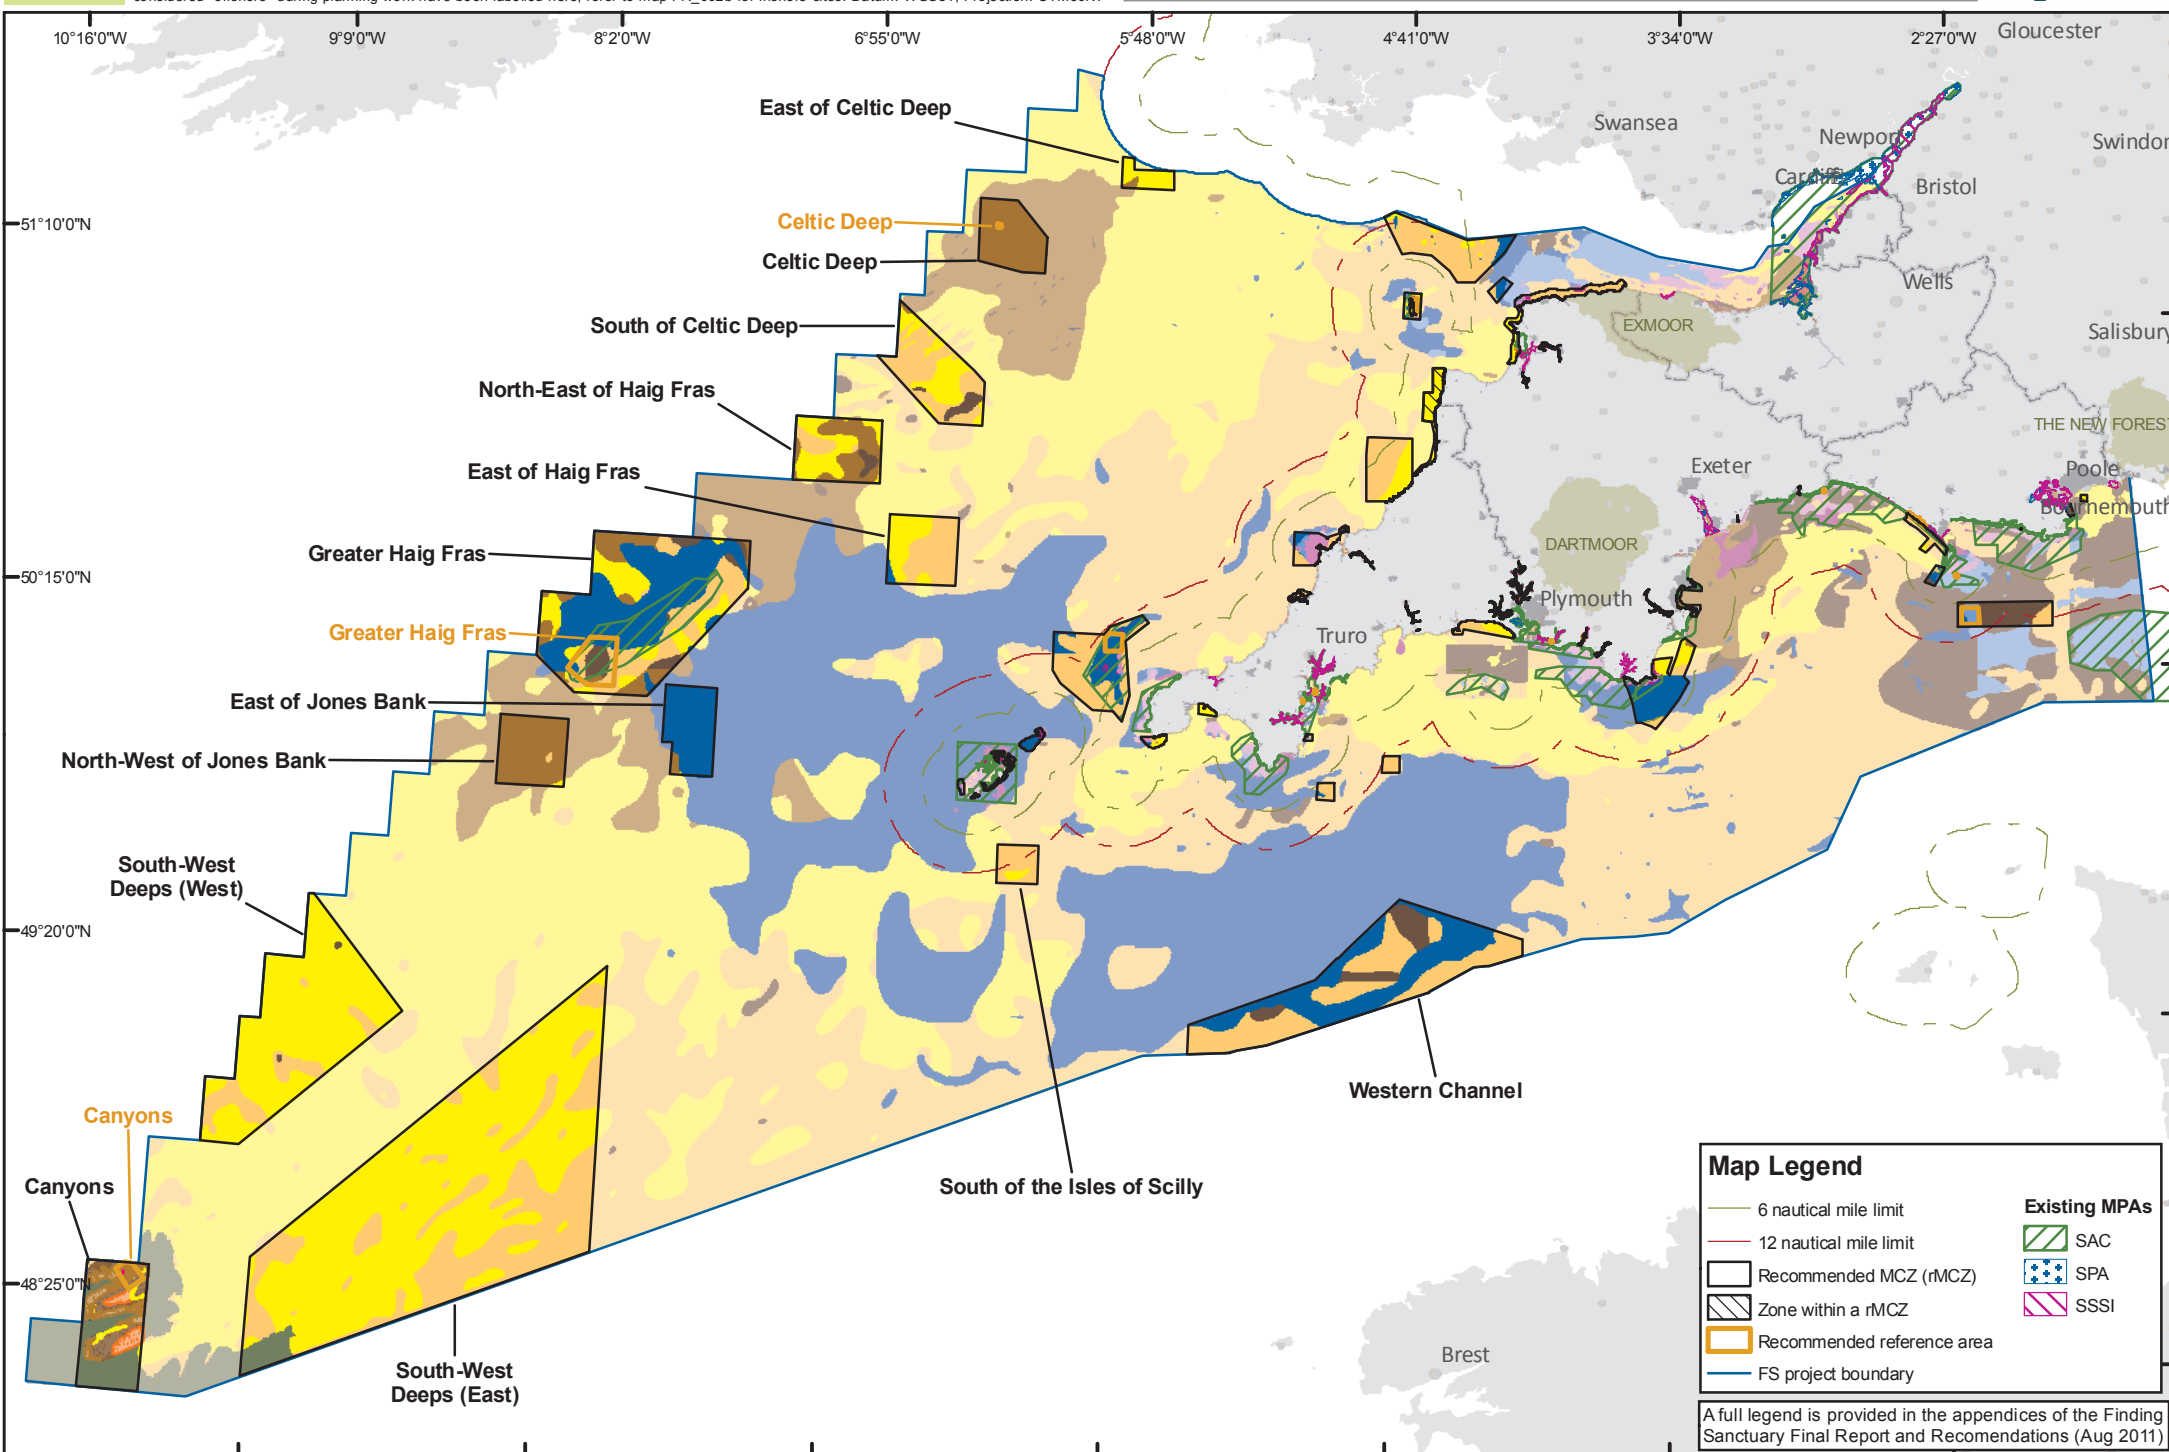 10°16'0"W
9°9'0"W
8°2'0"W
6°55'0"W
5°48'0"W
4°41'0"W
3°34'0"W
2°27'0"W
Gloucester
East of Celtic Deep
Swansea
Newport
Swindon
Cardiff
Bristol
51°10'0"N
Celtic Deep
Celtic Deep
Wells
South of Celtic Deep
EXMOOR
Salisbury
North-East of Haig Fras
THE NEW FOREST
East of Haig Fras
Exeter
Poole
Bournemouth
Greater Haig Fras
DARTMOOR
50°15'0"N
Plymouth
Greater Haig Fras
Truro
East of Jones Bank
North-West of Jones Bank
South-West
Deeps (West)
49°20'0"N
Western Channel
Canyons
Canyons
South of the Isles of Scilly
48°25'0"N
South-West
Deeps (East)
Brest
Map Legend
6 nautical mile limit
12 nautical mile limit
Recommended MCZ (rMCZ)
Zone within a rMCZ
Recommended reference area
FS project boundary
Existing MPAs
SAC
SPA
SSSI
A full legend is provided in the appendices of the Finding
Sanctuary Final Report and Recomendations (Aug 2011)